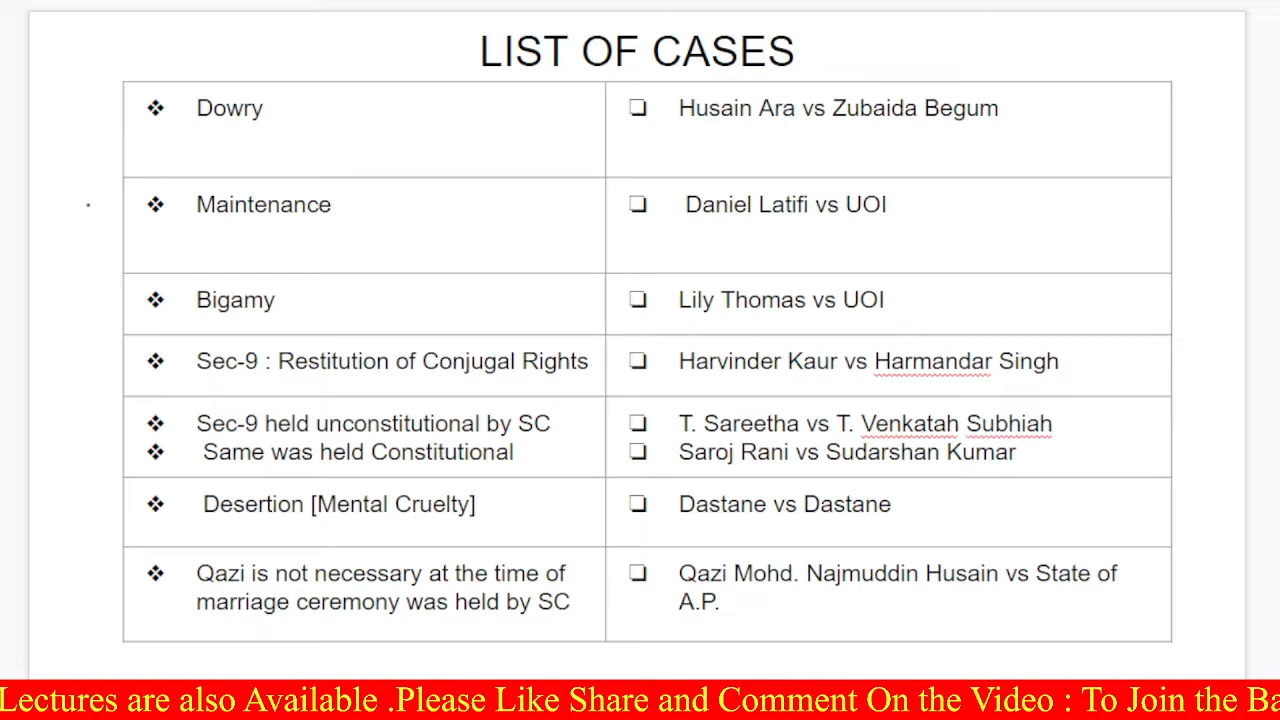 LIST OF CASES
❖ Dowry
❏ Husain Ara vs Zubaida Begum
❖ Maintenance
❏ Daniel Latifi vs UOI
❖ Bigamy
❏ Lily Thomas vs UOI
❖ Sec-9 : Restitution of Conjugal Rights
❏ Harvinder Kaur vs Harmandar Singh
❖ Sec-9 held unconstitutional by SC
❖ Same was held Constitutional
❏ T. Sareetha vs T. Venkatah Subhiah
❏ Saroj Rani vs Sudarshan Kumar
❖ Desertion [Mental Cruelty]
❏ Dastane vs Dastane
❖ Qazi is not necessary at the time of
marriage ceremony was held by SC
❏ Qazi Mohd. Najmuddin Husain vs State of
A.P.
Lectures are also Available .Please Like Share and Comment On the Video : To Join the Ba